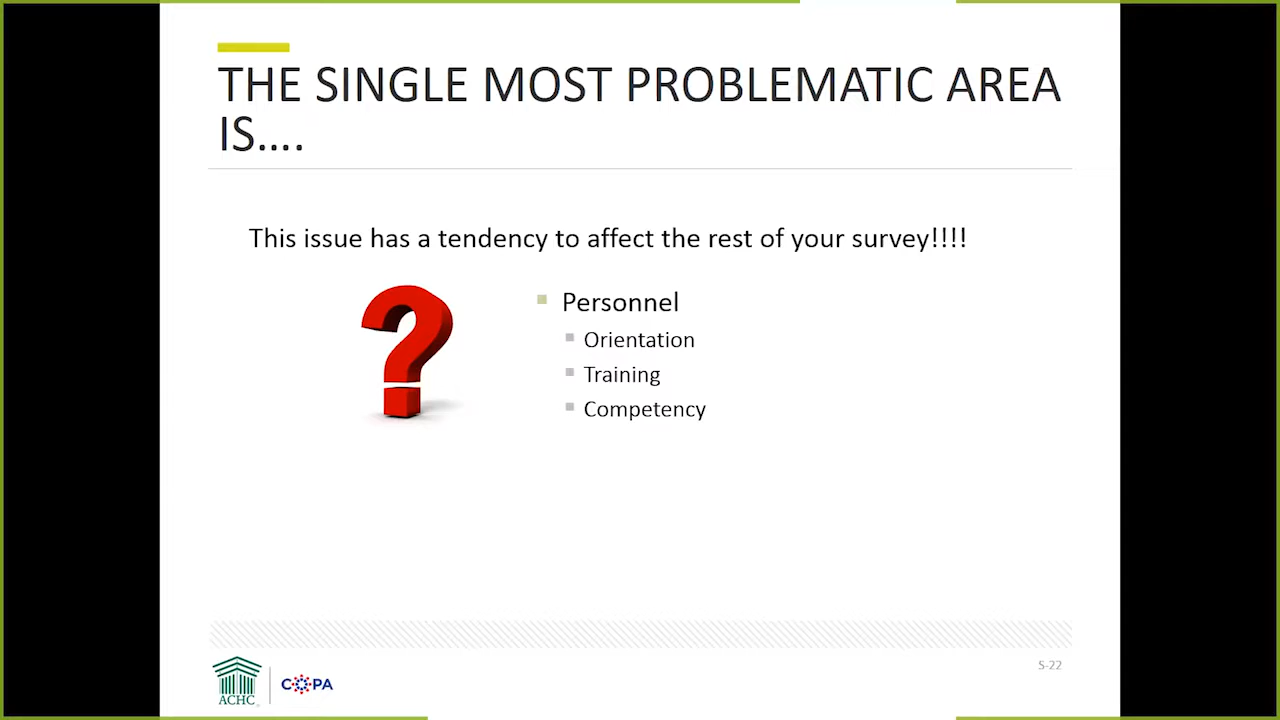 THE SINGLE MOST PROBLEMATIC AREA
IS….
This issue has a tendency to affect the rest of your survey!!!!
Personnel
Orientation
Training
Competency
ACHC
COPA
S-22